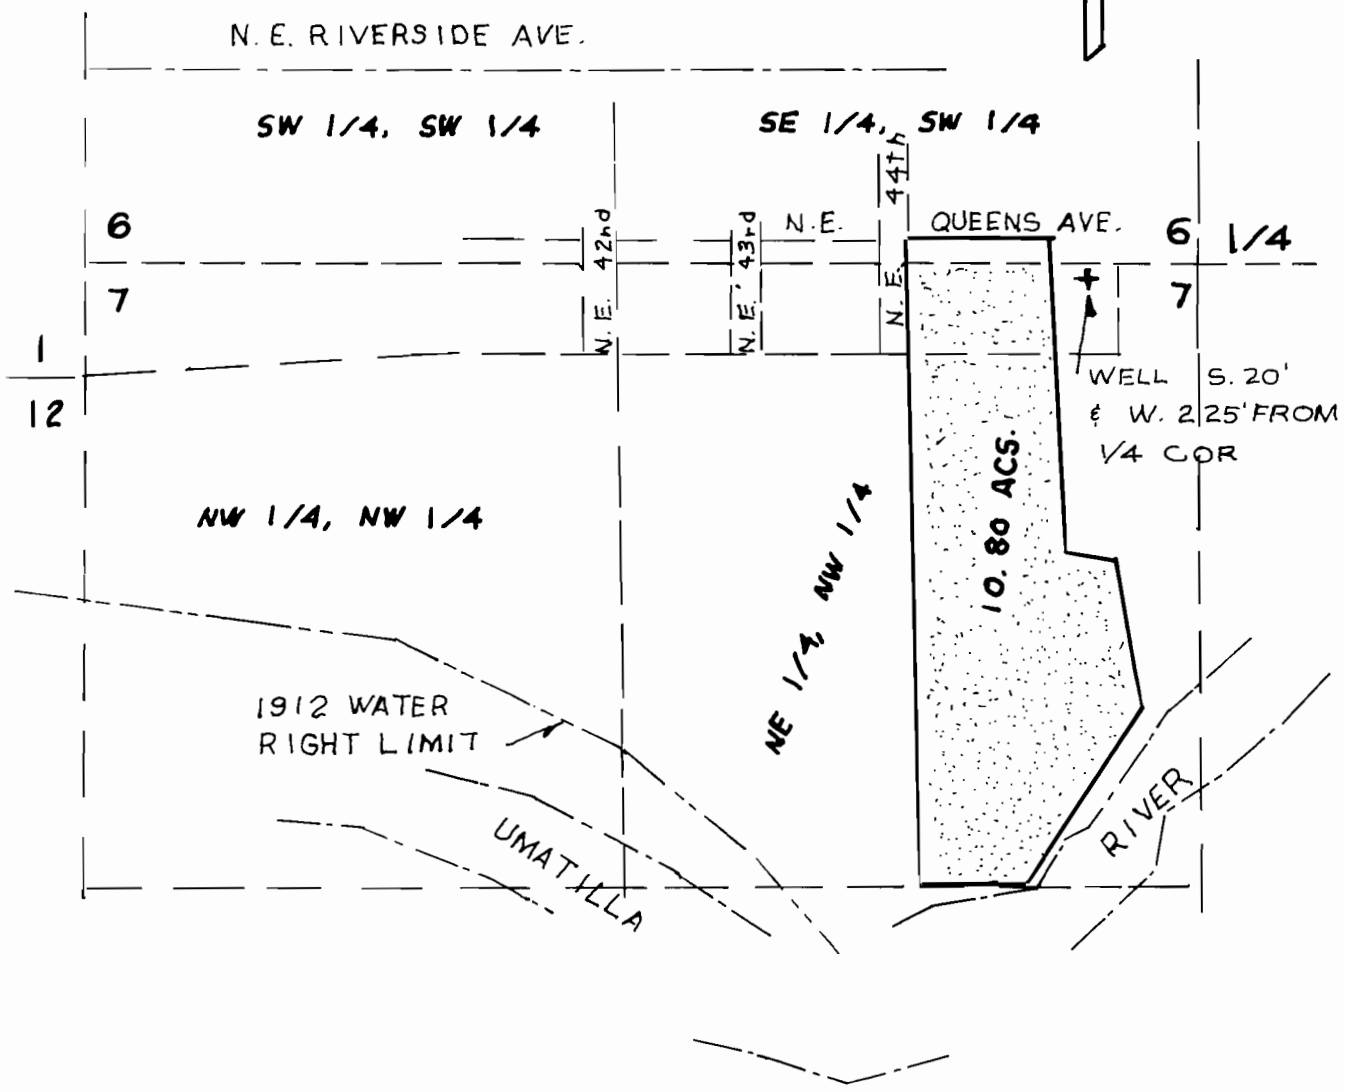 N.E. RIVERSIDE AVE.
SW 1/4, SW 1/4
SE 1/4, SW 1/4
6
7
1
12
N.E. 42nd
N.E. 43rd
N.E. 44th
N.E. QUEENS AVE.
6 1/4
7
WELL S. 20'
& W. 225' FROM
1/4 COR
10.80 ACS.
NW 1/4, NW 1/4
NE 1/4, NW 1/4
1912 WATER
RIGHT LIMIT
UMATILLA
RIVER